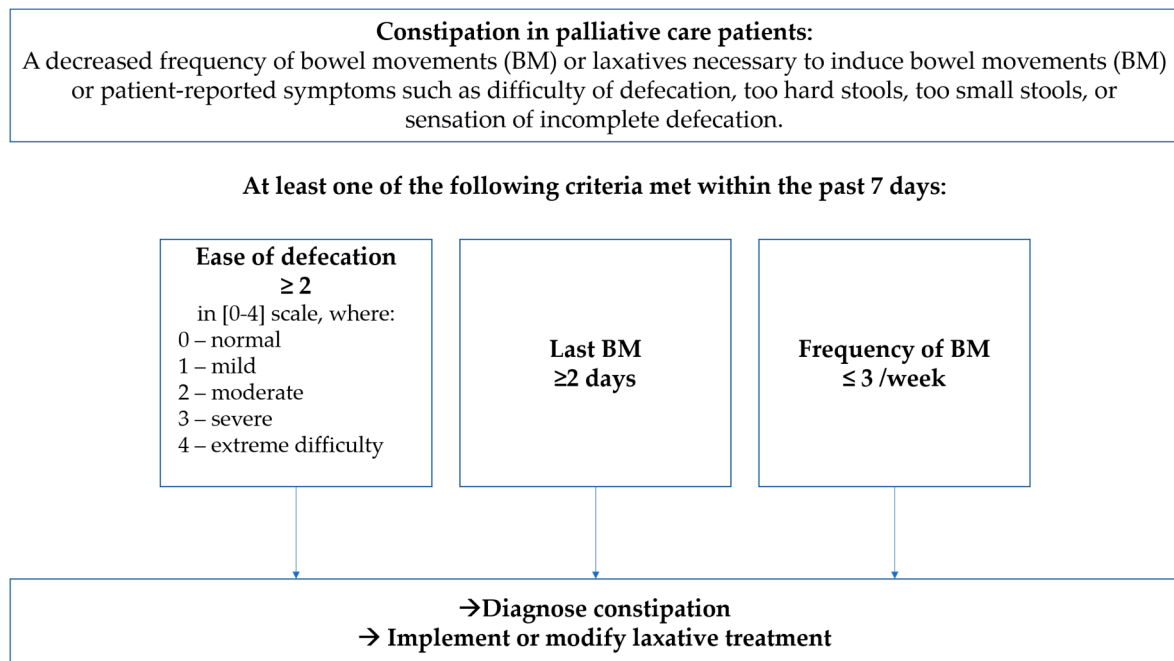 Constipation in palliative care patients:
A decreased frequency of bowel movements (BM) or laxatives necessary to induce bowel movements (BM)
or patient-reported symptoms such as difficulty of defecation, too hard stools, too small stools, or
sensation of incomplete defecation.
At least one of the following criteria met within the past 7 days:
Ease of defecation
≥ 2
in [0-4] scale, where:
0 – normal
1 – mild
2 – moderate
3 – severe
4 – extreme difficulty
Last BM
≥2 days
Frequency of BM
≤ 3 /week
→Diagnose constipation
→ Implement or modify laxative treatment